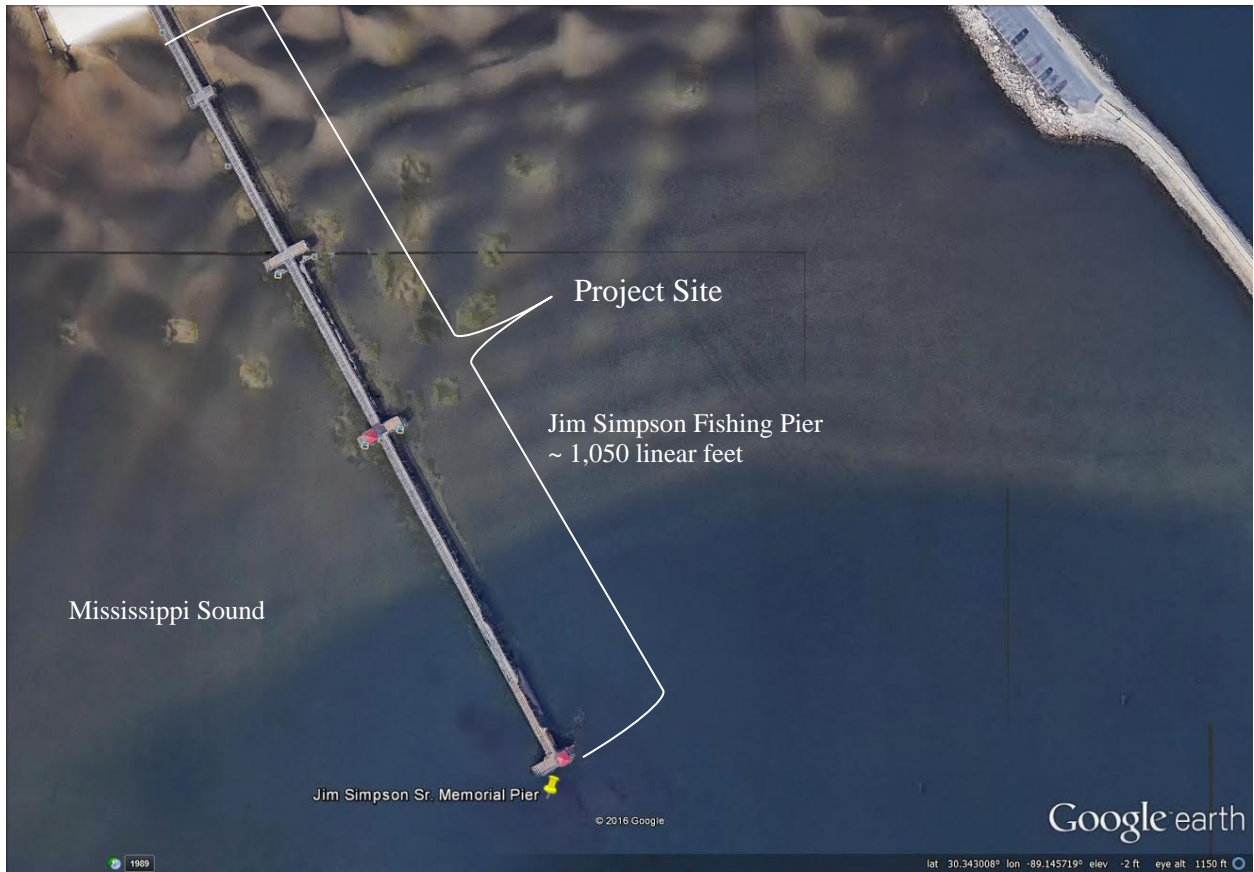 Project Site
Jim Simpson Fishing Pier
~ 1,050 linear feet
Mississippi Sound
Jim Simpson Sr. Memorial Pier
© 2016 Google
Google earth
1989
lat 30.343008° lon -89.145719° elev -2 ft eye alt 1150 ft